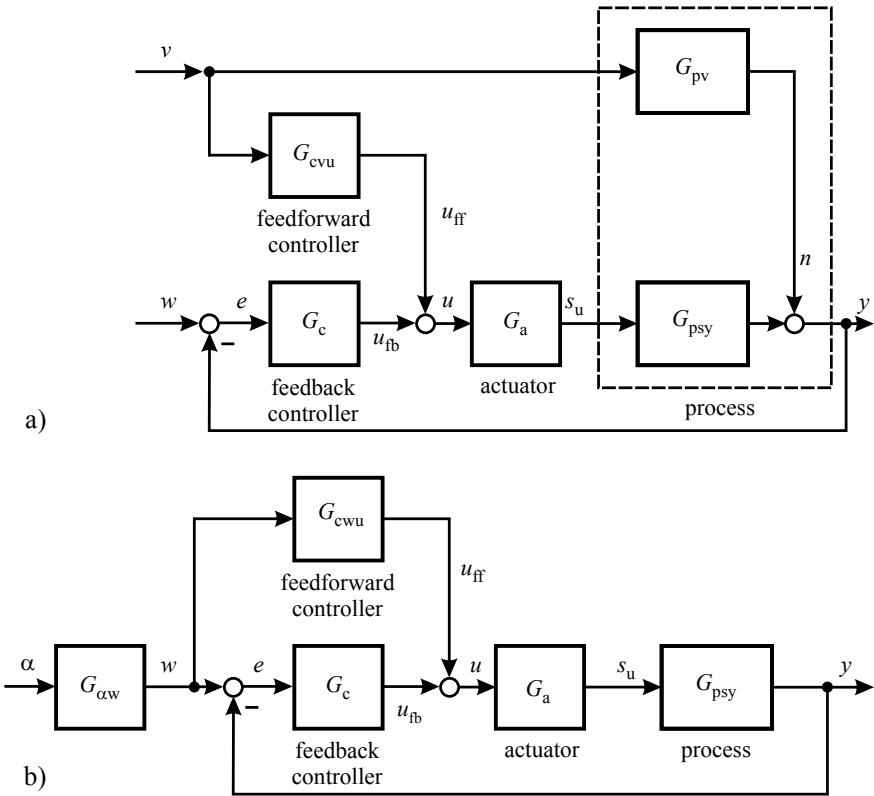 v
G_pv
G_cvu
feedforward
controller
u_ff
n
w
e
G_c
u_fb
u
G_a
s_u
G_psy
y
feedback
controller
actuator
process
a)
G_cwu
feedforward
controller
u_ff
α
G_αw
w
e
G_c
u_fb
u
G_a
s_u
G_psy
y
feedback
controller
actuator
process
b)